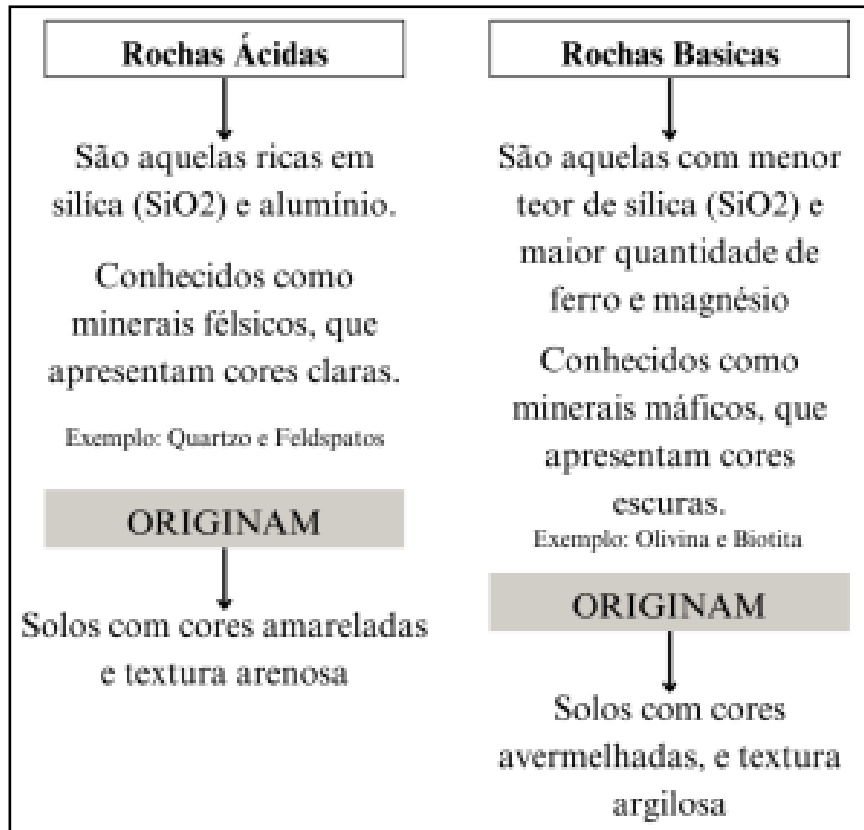 Rochas Ácidas
São aquelas ricas em
silíca (SiO2) e alumínio.
Conhecidos como
minerais félsicos, que
apresentam cores claras.
Exemplo: Quartzo e Feldspatos
ORIGINAM
Solos com cores amareladas
e textura arenosa
Rochas Basicas
São aquelas com menor
teor de sílica (SiO2) e
maior quantidade de
ferro e magnésio
Conhecidos como
minerais máficos, que
apresentam cores
escuras.
Exemplo: Olivina e Biotita
ORIGINAM
Solos com cores
avermelhadas, e textura
argilosa